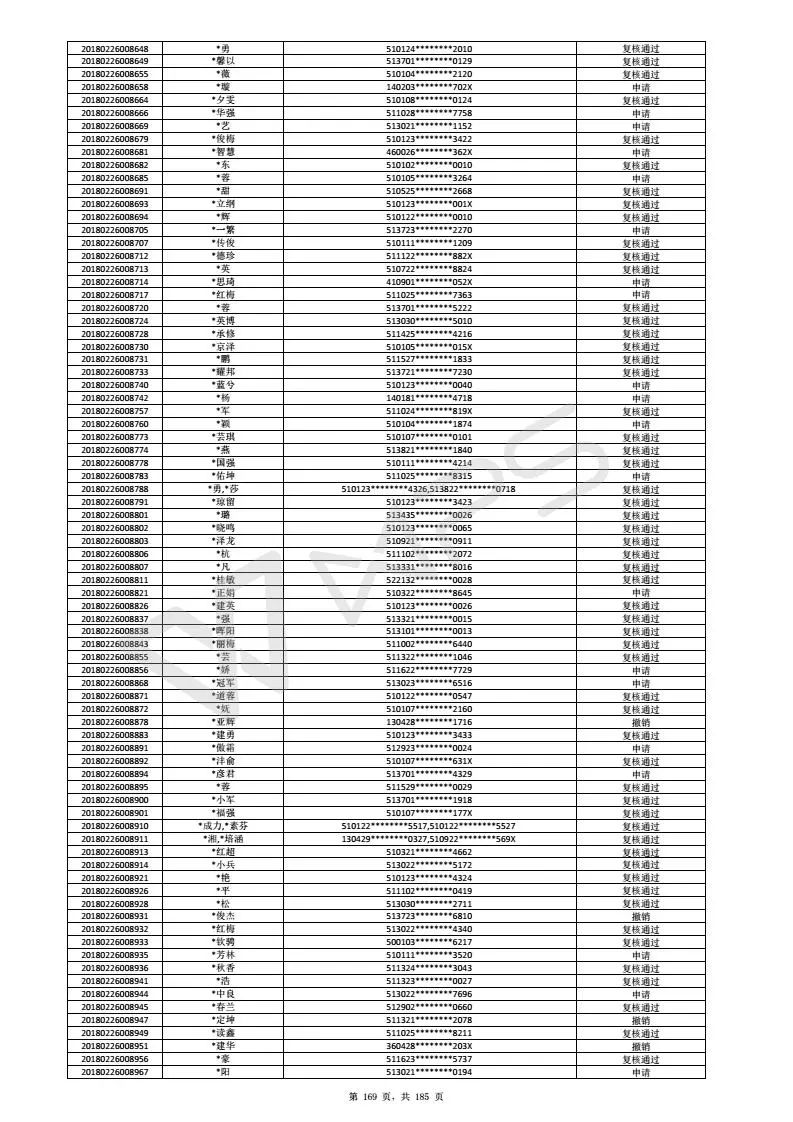 20180226008648 *勇 510124********2010 复核通过
20180226008649 *馨以 513701********0129 复核通过
20180226008655 *薇 510104********2120 复核通过
20180226008658 *璇 140203********702X 申请
20180226008664 *夕雯 510108********0124 复核通过
20180226008666 *华强 511028********7758 申请
20180226008669 *艺 513021********1152 申请
20180226008679 *俊梅 510123********3422 复核通过
20180226008681 *智慧 460026********362X 申请
20180226008682 *东 510102********0010 复核通过
20180226008685 *蓉 510105********3264 申请
20180226008691 *甜 510525********2668 复核通过
20180226008693 *立纲 510123********001X 复核通过
20180226008694 *辉 510122********0010 复核通过
20180226008705 *一繁 513723********2270 申请
20180226008707 *传俊 510111********1209 复核通过
20180226008712 *德珍 511122********882X 复核通过
20180226008713 *英 510722********8824 复核通过
20180226008714 *思琦 410901********052X 申请
20180226008717 *红梅 511025********7363 申请
20180226008720 *蓉 513701********5222 复核通过
20180226008724 *英博 513030********5010 复核通过
20180226008728 *承修 511425********4216 复核通过
20180226008730 *京洋 510105********015X 复核通过
20180226008731 *鹏 511527********1833 复核通过
20180226008733 *耀邦 513721********7230 复核通过
20180226008740 *蓝兮 510123********0040 申请
20180226008742 *杨 140181********4718 申请
20180226008757 *军 511024********819X 复核通过
20180226008760 *颖 510104********1874 申请
20180226008773 *芸琪 510107********0101 复核通过
20180226008774 *燕 513821********1840 复核通过
20180226008778 *国强 510111********4214 复核通过
20180226008783 *佑坤 511025********8315 申请
20180226008788 *勇,*莎 510123********4326,513822********0718 复核通过
20180226008791 *琼留 510123********3423 复核通过
20180226008801 *璐 513435********0026 复核通过
20180226008802 *晓鸣 510123********0065 复核通过
20180226008803 *泽龙 510921********0911 复核通过
20180226008806 *杭 511102********2072 复核通过
20180226008807 *凡 513331********8016 复核通过
20180226008811 *桂敏 522132********0028 复核通过
20180226008821 *正娟 510322********8645 申请
20180226008826 *建英 510123********0026 复核通过
20180226008837 *强 513321********0015 复核通过
20180226008838 *晖阳 513101********0013 复核通过
20180226008843 *丽梅 511002********6440 复核通过
20180226008855 *芸 511322********1046 复核通过
20180226008856 *娇 511622********7729 申请
20180226008868 *冠军 513023********6516 申请
20180226008871 *道蓉 510122********0547 复核通过
20180226008872 *妩 510107********2160 复核通过
20180226008878 *亚辉 130428********1716 撤销
20180226008883 *建勇 510123********3433 复核通过
20180226008891 *傲霜 512923********0024 申请
20180226008892 *沣俞 510107********631X 复核通过
20180226008894 *彦君 513701********4329 申请
20180226008895 *蓉 511529********0029 复核通过
20180226008900 *小军 513701********1918 复核通过
20180226008901 *福强 510107********177X 复核通过
20180226008910 *成力,*素芬 510122********5517,510122********5527 复核通过
20180226008911 *湘,*培涵 130429********0327,510922********569X 复核通过
20180226008913 *红超 510321********4662 复核通过
20180226008914 *小兵 513022********5172 复核通过
20180226008921 *艳 510123********4324 复核通过
20180226008926 *平 511102********0419 复核通过
20180226008928 *松 513030********2711 复核通过
20180226008931 *俊杰 513723********6810 撤销
20180226008932 *红梅 513022********4340 复核通过
20180226008933 *钦骋 500103********6217 复核通过
20180226008935 *芳林 510111********3520 申请
20180226008936 *秋香 511324********3043 复核通过
20180226008941 *浩 511323********0027 复核通过
20180226008944 *中良 513022********7696 申请
20180226008945 *春兰 512902********0660 复核通过
20180226008947 *定坤 511321********2078 撤销
20180226008949 *读鑫 511025********8211 复核通过
20180226008951 *建华 360428********203X 撤销
20180226008956 *豪 511623********5737 复核通过
20180226008967 *阳 513021********0194 申请
第 169 页，共 185 页